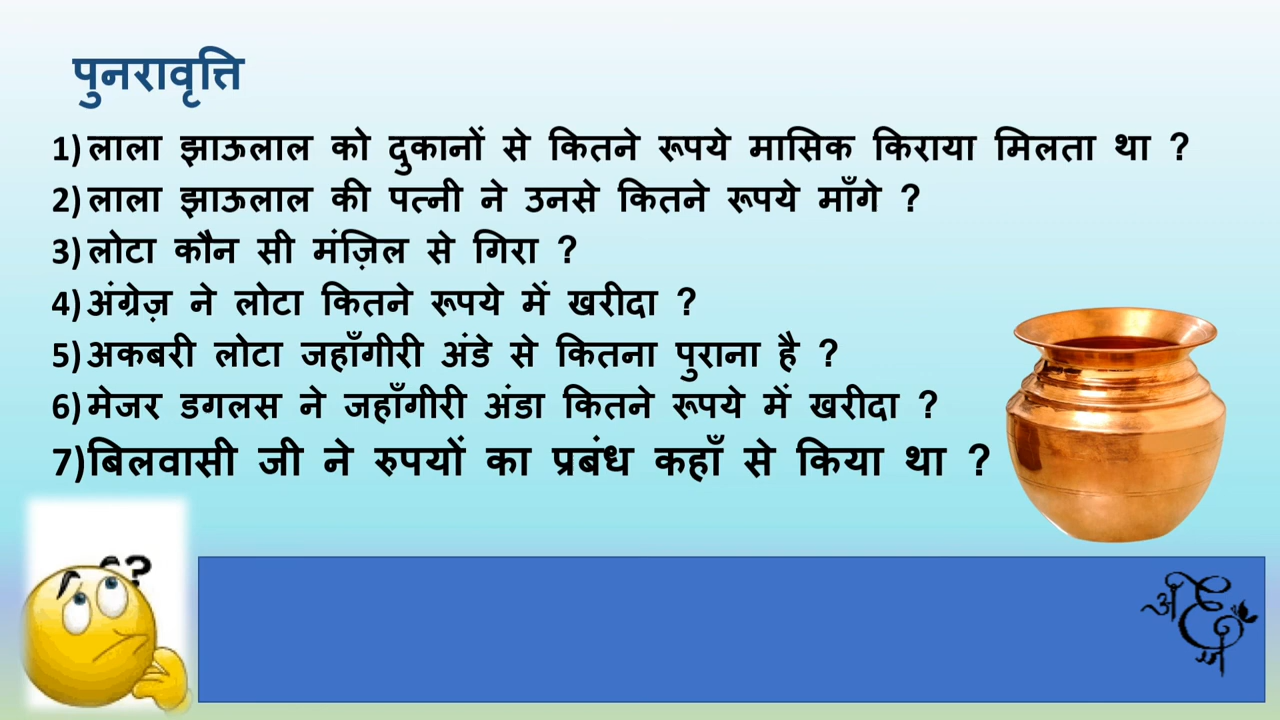 पुनरावृत्ति
1) लाला झाऊलाल को दुकानों से कितने रूपये मासिक किराया मिलता था ?
2) लाला झाऊलाल की पत्नी ने उनसे कितने रूपये माँगे ?
3) लोटा कौन सी मंज़िल से गिरा ?
4) अंग्रेज़ ने लोटा कितने रूपये में खरीदा ?
5) अकबरी लोटा जहाँगीरी अंडे से कितना पुराना है ?
6) मेजर डगलस ने जहाँगीरी अंडा कितने रूपये में खरीदा ?
7)बिलवासी जी ने रुपयों का प्रबंध कहाँ से किया था ?